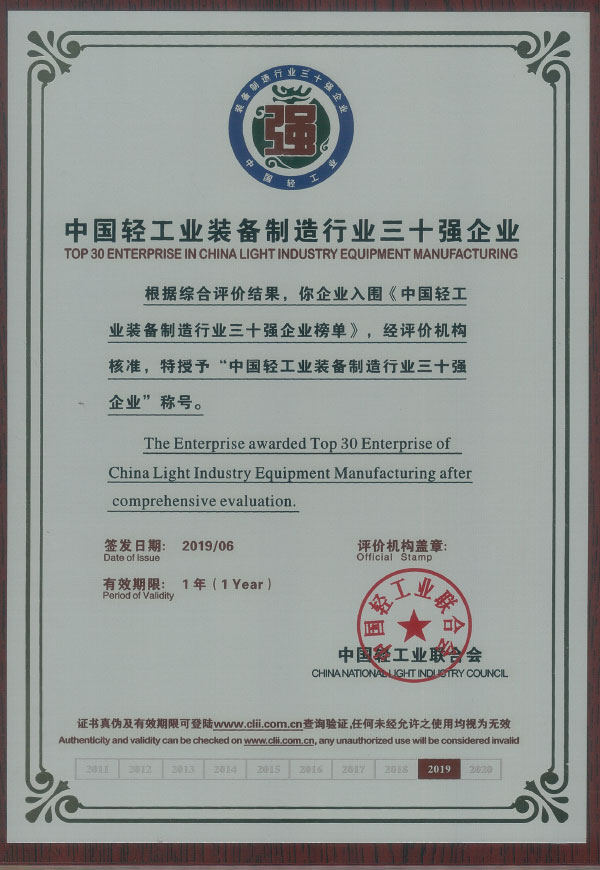 装备制造行业三十强企业
强
中国轻工业
中国轻工业装备制造行业三十强企业
TOP 30 ENTERPRISE IN CHINA LIGHT INDUSTRY EQUIPMENT MANUFACTURING
根据综合评价结果，你企业入围《中国轻工
业装备制造行业三十强企业榜单》，经评价机构
核准，特授予“中国轻工业装备制造行业三十强
企业”称号。
The Enterprise awarded Top 30 Enterprise of
China Light Industry Equipment Manufacturing after
comprehensive evaluation.
签发日期： 2019/06
Date of Issue
有效期限： 1 年（1 Year）
Period of Validity
评价机构盖章:
Official Stamp
中国轻工业联合会
中国轻工业联合会
CHINA NATIONAL LIGHT INDUSTRY COUNCIL
证书真伪及有效期限可登陆www.clii.com.cn查询验证,任何未经允许之使用均视为无效
Authenticity and validity can be checked on www.clii.com.cn, any unauthorized use will be considered invalid
2011 2012 2013 2014 2015 2016 2017 2018 2019 2020